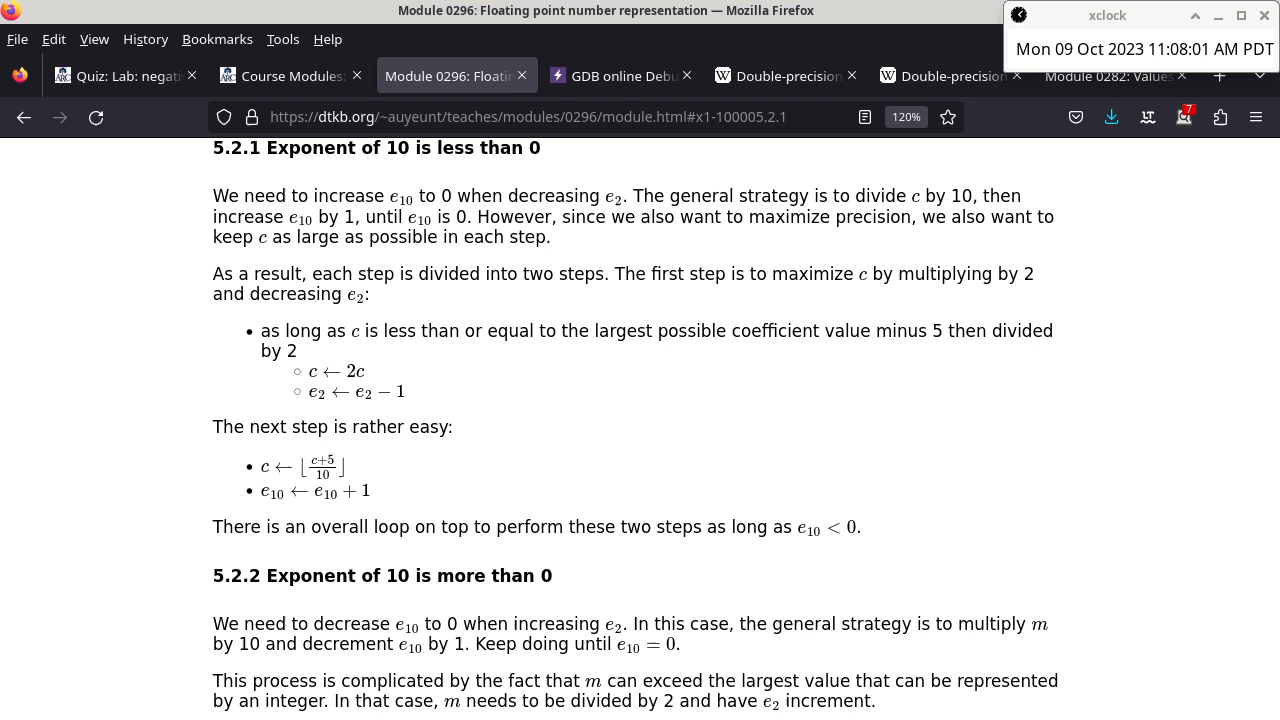 Module 0296: Floating point number representation — Mozilla Firefox
xclock
Mon 09 Oct 2023 11:08:01 AM PDT
File Edit View History Bookmarks Tools Help
Quiz: Lab: negati
Course Modules:
Module 0296: Floati
GDB online Debu
Double-precision
Double-precision
Module 0282: Values
https://dtkb.org/~auyeunt/teaches/modules/0296/module.html#x1-100005.2.1
120%
7
5.2.1 Exponent of 10 is less than 0
We need to increase e₁₀ to 0 when decreasing e₂. The general strategy is to divide c by 10, then
increase e₁₀ by 1, until e₁₀ is 0. However, since we also want to maximize precision, we also want to
keep c as large as possible in each step.
As a result, each step is divided into two steps. The first step is to maximize c by multiplying by 2
and decreasing e₂:
• as long as c is less than or equal to the largest possible coefficient value minus 5 then divided
by 2
◦ c ← 2c
◦ e₂ ← e₂ − 1
The next step is rather easy:
• c ← ⌊(c+5)/10⌋
• e₁₀ ← e₁₀ + 1
There is an overall loop on top to perform these two steps as long as e₁₀ < 0.
5.2.2 Exponent of 10 is more than 0
We need to decrease e₁₀ to 0 when increasing e₂. In this case, the general strategy is to multiply m
by 10 and decrement e₁₀ by 1. Keep doing until e₁₀ = 0.
This process is complicated by the fact that m can exceed the largest value that can be represented
by an integer. In that case, m needs to be divided by 2 and have e₂ increment.